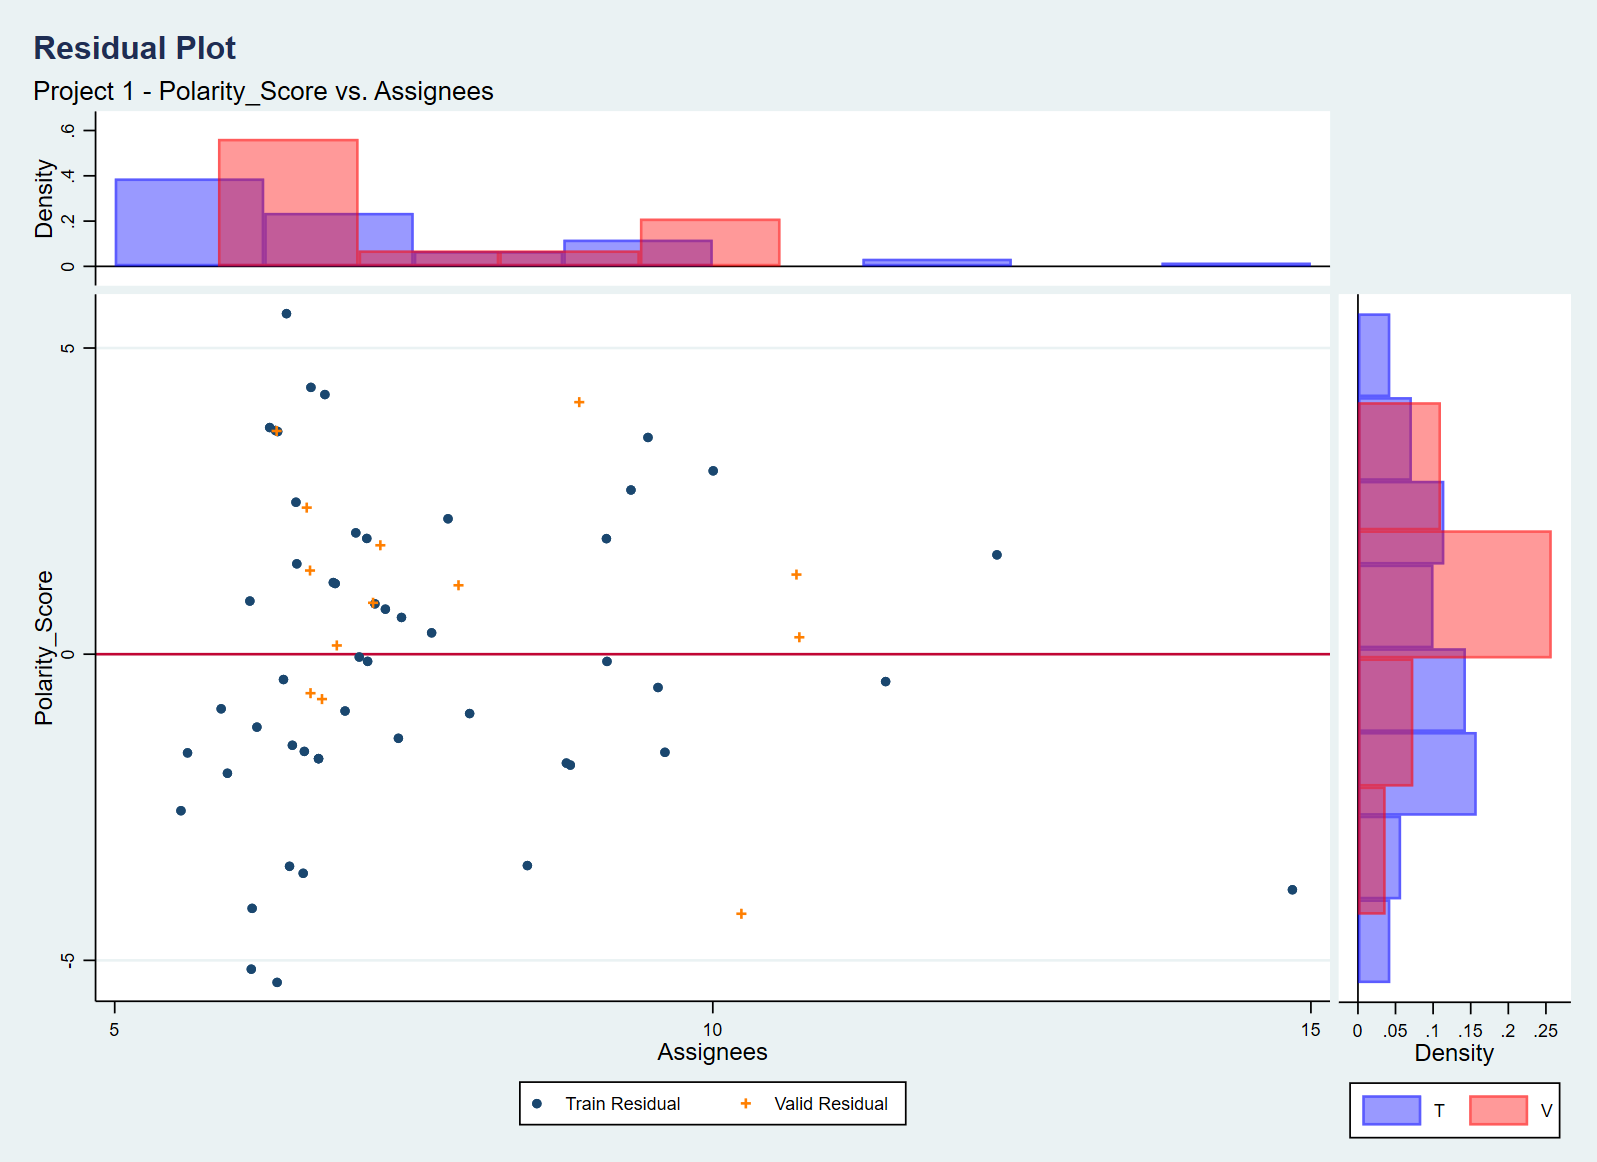 Residual Plot
Project 1 - Polarity_Score vs. Assignees
Density
.6
.4
.2
0
Polarity_Score
5
0
-5
5 10 15
Assignees
0 .05 .1 .15 .2 .25
Density
Train Residual Valid Residual
T V